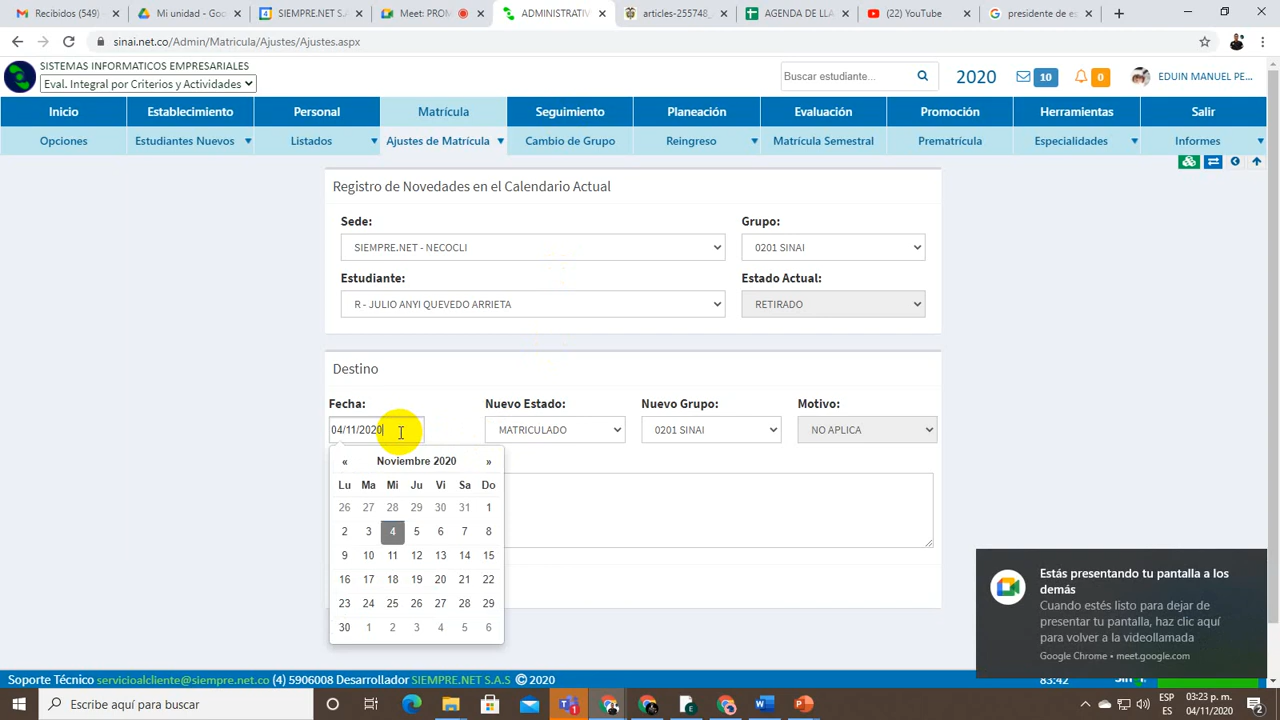 Recibidos (10) - e
Mi unidad - Goo
SIEMPRE.NET S.A
Meet: PROM
ADMINISTRATIV
articles-255748_
AGENDA DE LLA
(22) YouTube
presidente de es
sinai.net.co/Admin/Matricula/Ajustes/Ajustes.aspx
SISTEMAS INFORMATICOS EMPRESARIALES
Eval. Integral por Criterios y Actividades
Buscar estudiante...
2020
10
0
EDUIN MANUEL PE...
Inicio
Establecimiento
Personal
Matrícula
Seguimiento
Planeación
Evaluación
Promoción
Herramientas
Salir
Opciones
Estudiantes Nuevos
Listados
Ajustes de Matrícula
Cambio de Grupo
Reingreso
Matrícula Semestral
Prematrícula
Especialidades
Informes
Registro de Novedades en el Calendario Actual
Sede:
Grupo:
SIEMPRE.NET - NECOCLI
0201 SINAI
Estudiante:
Estado Actual:
R - JULIO ANYI QUEVEDO ARRIETA
RETIRADO
Destino
Fecha:
Nuevo Estado:
Nuevo Grupo:
Motivo:
04/11/2020
MATRICULADO
0201 SINAI
NO APLICA
« Noviembre 2020 »
Lu Ma Mi Ju Vi Sa Do
26 27 28 29 30 31 1
2 3 4 5 6 7 8
9 10 11 12 13 14 15
16 17 18 19 20 21 22
23 24 25 26 27 28 29
30 1 2 3 4 5 6
Estás presentando tu pantalla a los
demás
Cuando estés listo para dejar de
presentar tu pantalla, haz clic aquí
para volver a la videollamada
Google Chrome • meet.google.com
Soporte Técnico servicioalcliente@siempre.net.co (4) 5906008 Desarrollador SIEMPRE.NET S.A.S © 2020
83:42
Escribe aquí para buscar
ESP
ES
03:23 p. m.
04/11/2020
2